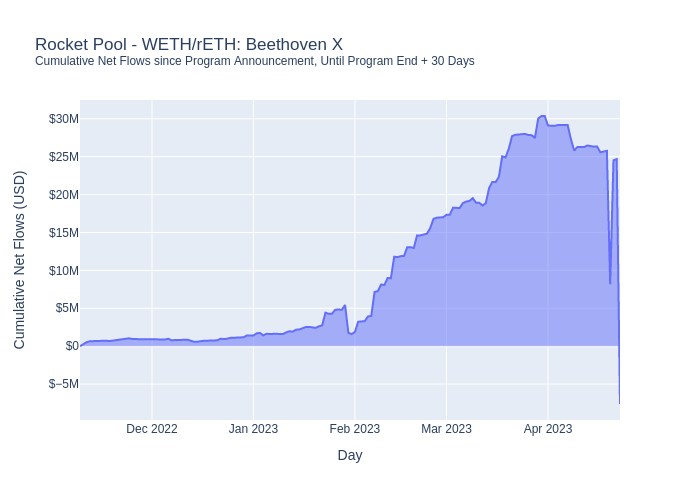 Rocket Pool - WETH/rETH: Beethoven X
Cumulative Net Flows since Program Announcement, Until Program End + 30 Days
Cumulative Net Flows (USD)
$30M
$25M
$20M
$15M
$10M
$5M
$0
$−5M
Dec 2022
Jan 2023
Feb 2023
Mar 2023
Apr 2023
Day